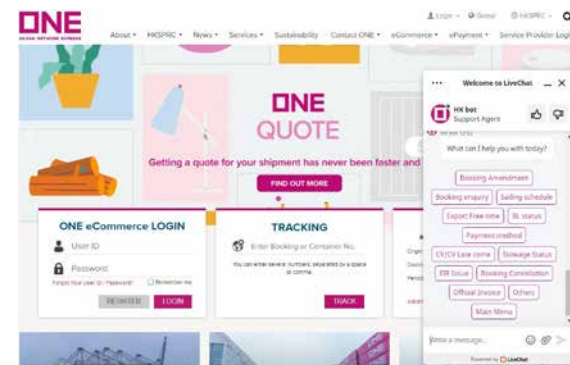 ONE
OCEAN NETWORK EXPRESS
Login
Global
HKSPRC
About
HKSPRC
News
Services
Sustainability
Contact ONE
eCommerce
ePayment
Service Provider Login
ONE
QUOTE
Getting a quote for your shipment has never been faster and
FIND OUT MORE
ONE eCommerce LOGIN
User ID
Password
Forgot Your User ID / Password?
Remember me
REGISTER
LOGIN
TRACKING
Enter Booking or Container No.
You can enter several numbers, separated by a space
or comma.
TRACK
Welcome to LiveChat
HK bot
Support Agent
What can I help you with today?
Booking Amendment
Booking enquiry
Sailing schedule
Export Free time
BL status
Payment method
CY/CV Late come
Stowage Status
EIR Issue
Booking Cancellation
Official Invoice
Others
Main Menu
Write a message...
Powered by LiveChat